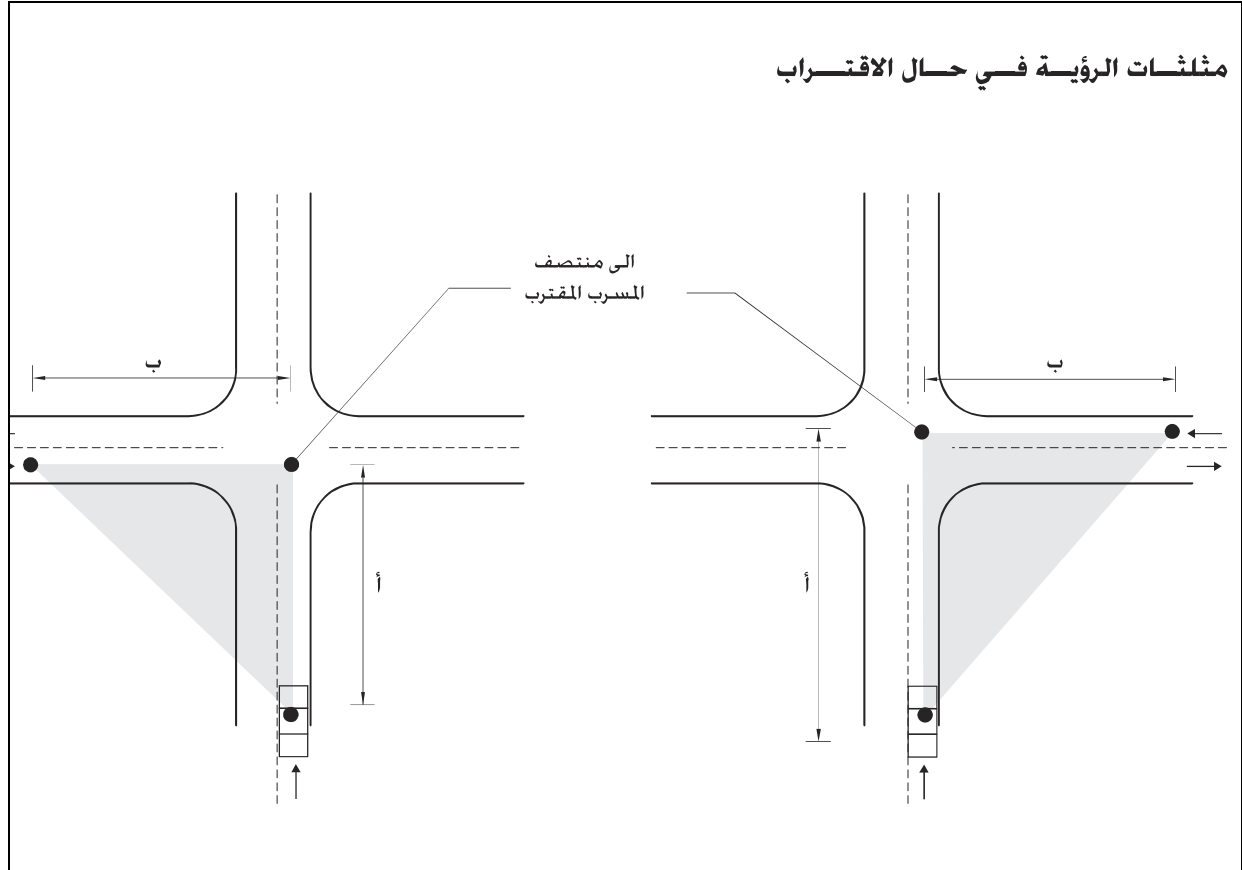 مثلثات الرؤية في حال الاقتراب
الى منتصف
المسرب المقترب
ب
ب
أ
أ